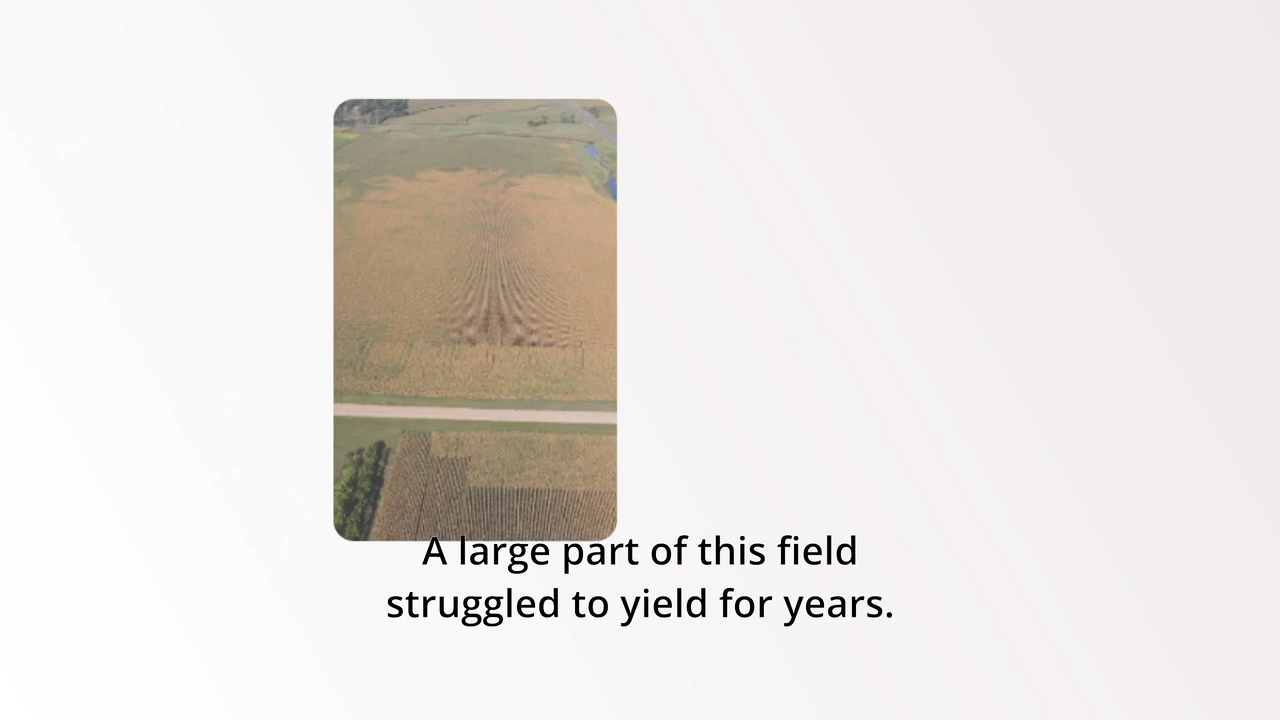 A large part of this field
struggled to yield for years.